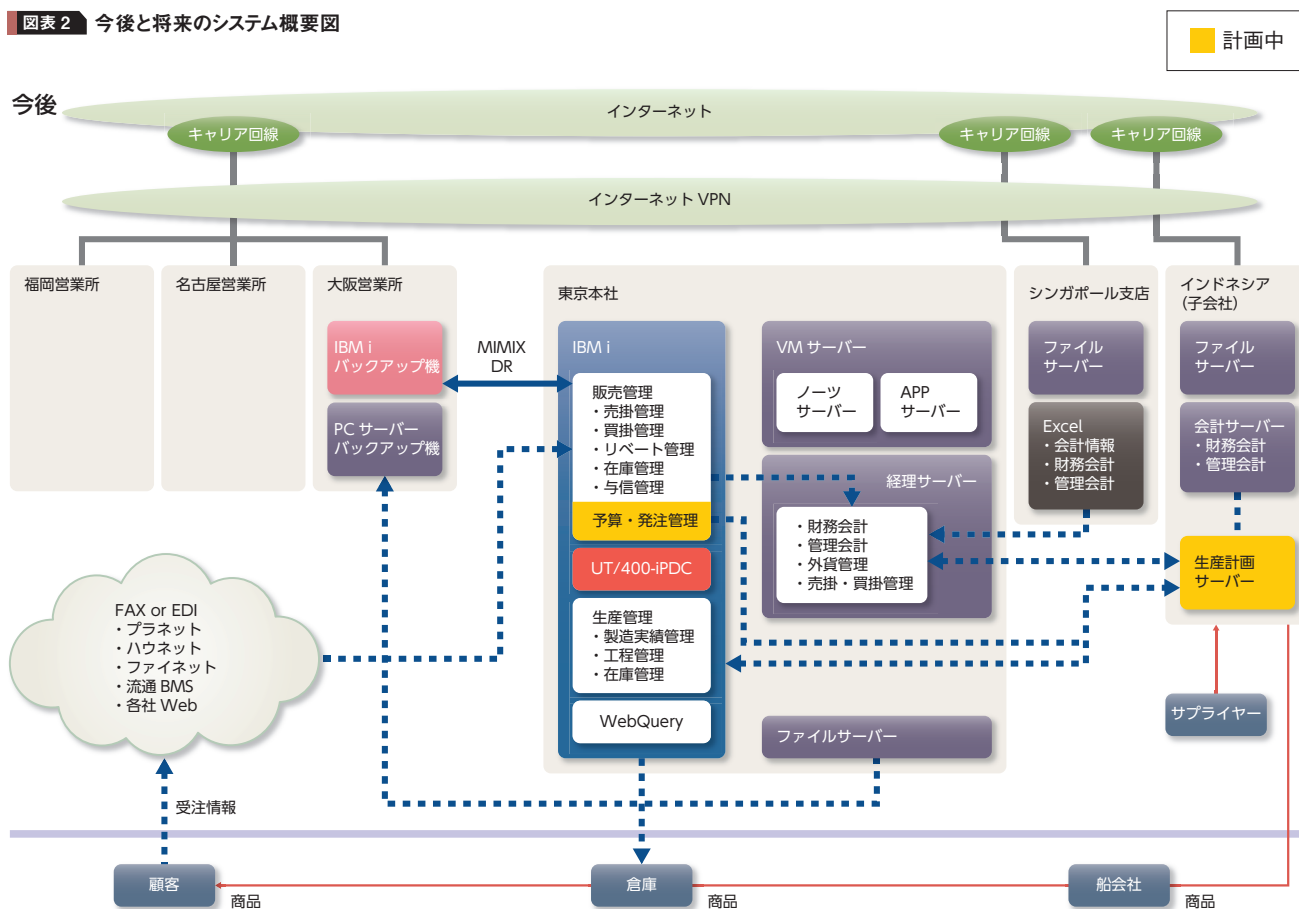 図表 2 今後と将来のシステム概要図
計画中
今後
インターネット
キャリア回線
キャリア回線
キャリア回線
インターネット VPN
福岡営業所
名古屋営業所
大阪営業所
IBM i
バックアップ機
PC サーバー
バックアップ機
MIMIX
DR
東京本社
IBM i
販売管理
・売掛管理
・買掛管理
・リベート管理
・在庫管理
・与信管理
予算・発注管理
UT/400-iPDC
生産管理
・製造実績管理
・工程管理
・在庫管理
WebQuery
VM サーバー
ノーツ
サーバー
APP
サーバー
経理サーバー
・財務会計
・管理会計
・外貨管理
・売掛・買掛管理
ファイルサーバー
シンガポール支店
ファイル
サーバー
Excel
・会計情報
・財務会計
・管理会計
インドネシア
(子会社)
ファイル
サーバー
会計サーバー
・財務会計
・管理会計
生産計画
サーバー
サプライヤー
FAX or EDI
・プラネット
・ハウネット
・ファイネット
・流通 BMS
・各社 Web
受注情報
顧客
商品
倉庫
商品
船会社
商品